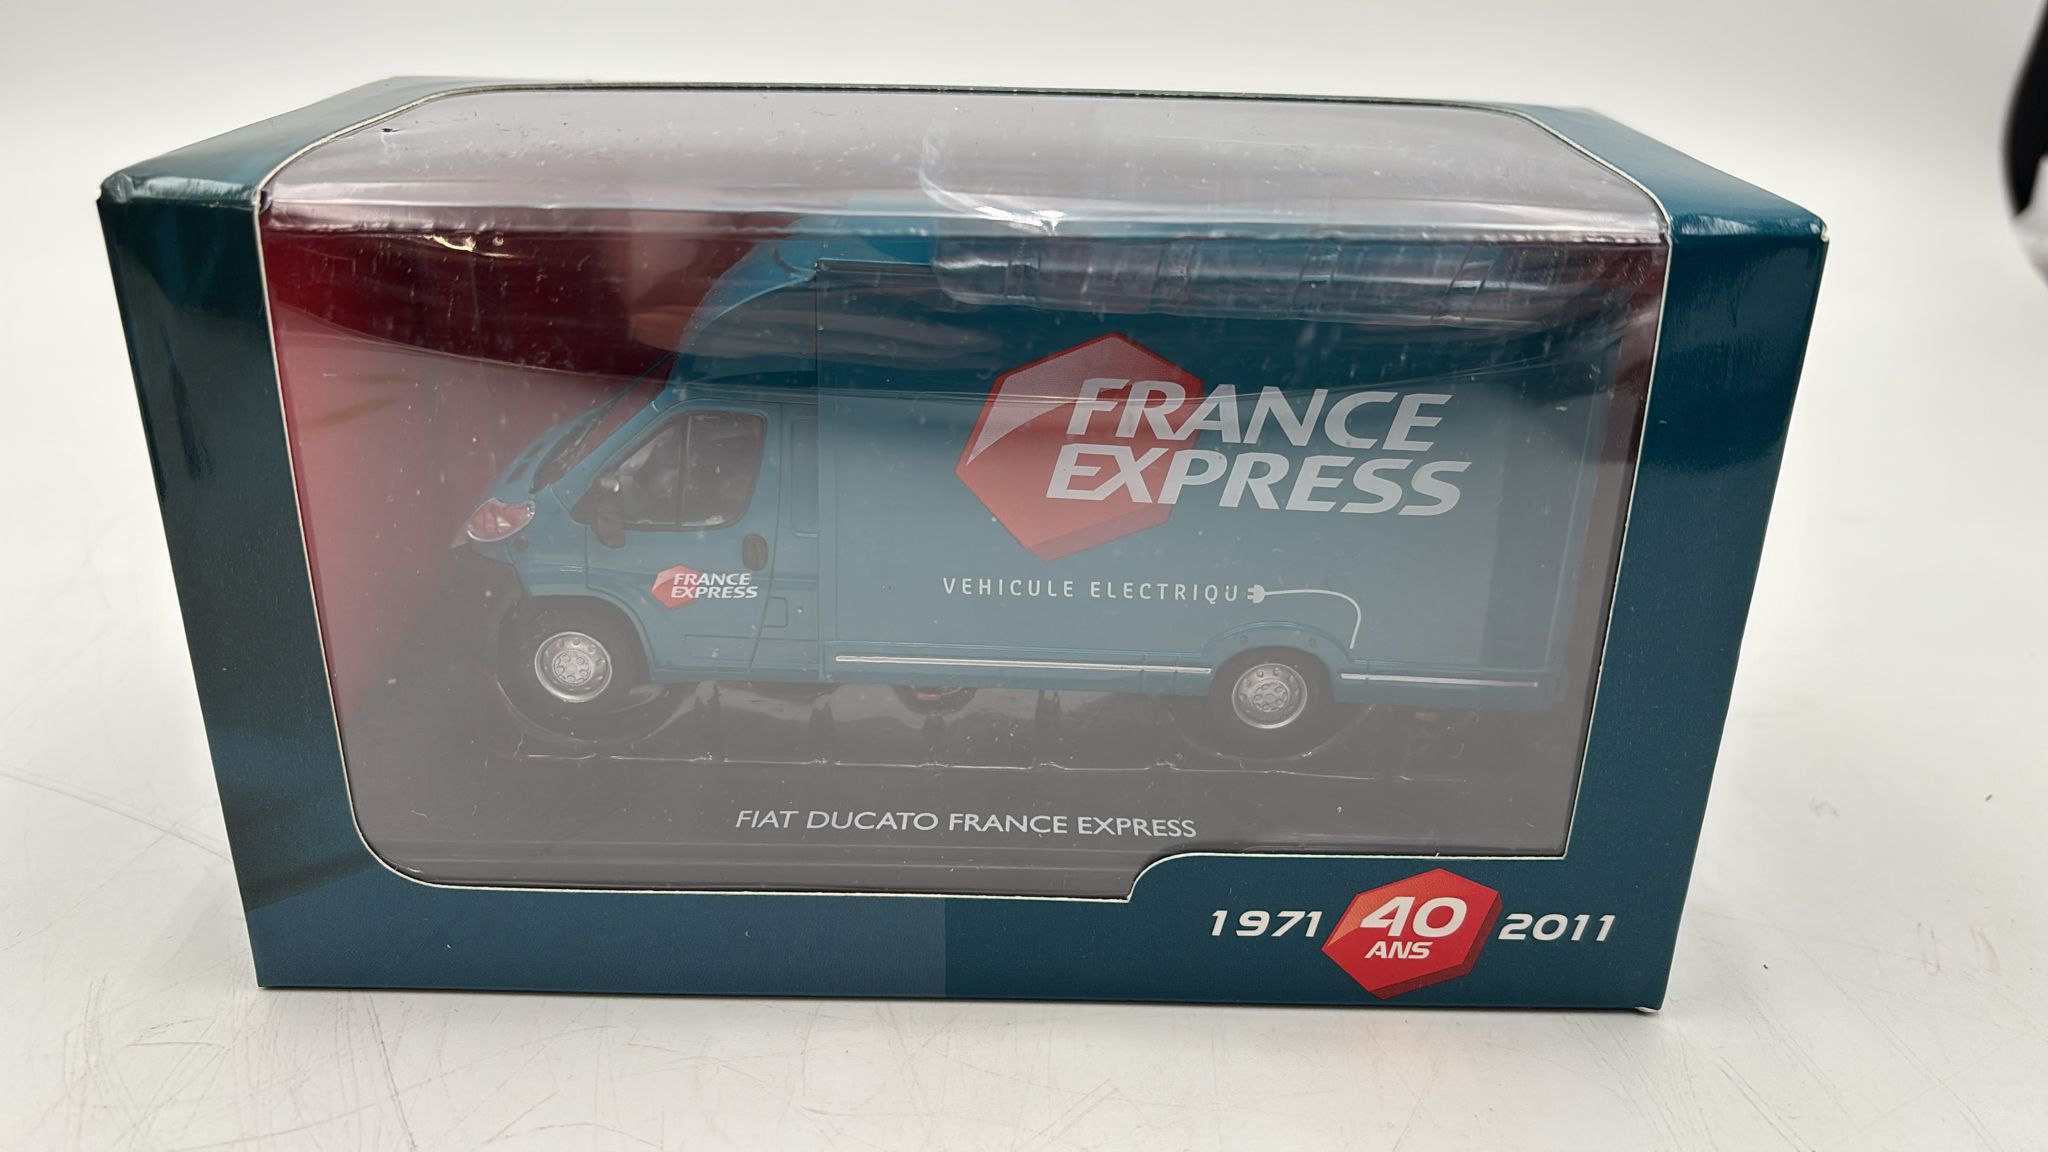 FRANCE
EXPRESS
FRANCE
EXPRESS
VEHICULE ELECTRIQU
FIAT DUCATO FRANCE EXPRESS
1971 40 ANS 2011